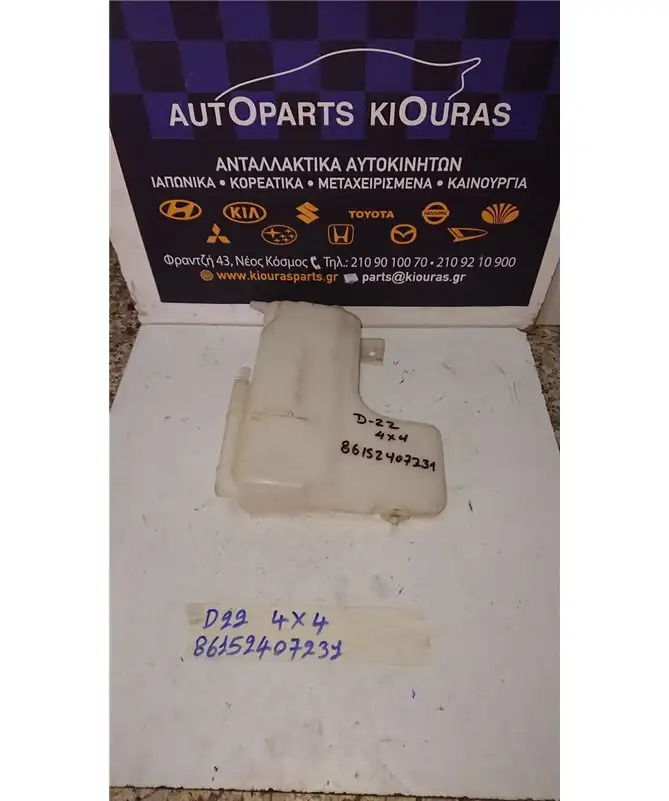 AUTOPARTS KIOURAS
ΑΝΤΑΛΛΑΚΤΙΚΑ ΑΥΤΟΚΙΝΗΤΩΝ
ΙΑΠΩΝΙΚΑ • ΚΟΡΕΑΤΙΚΑ • ΜΕΤΑΧΕΙΡΙΣΜΕΝΑ • ΚΑΙΝΟΥΡΓΙΑ
KIA TOYOTA NISSAN
Φραντζή 43, Νέος Κόσμος Τηλ.: 210 90 100 70 • 210 92 10 900
www.kiourasparts.gr parts@kiouras.gr
D-22
4x4
86152407231
D22 4X4
86152407231